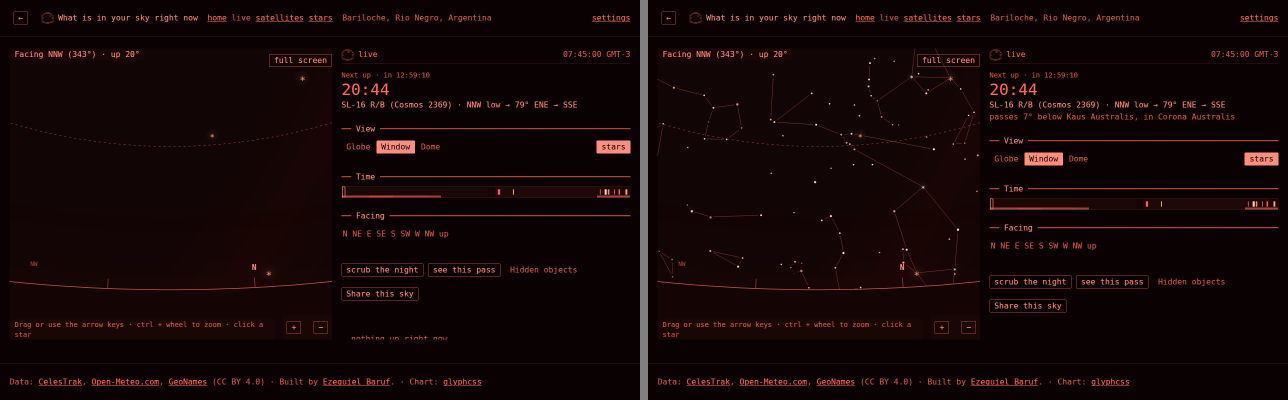 ← What is in your sky right now home live satellites stars Bariloche, Rio Negro, Argentina settings
Facing NNW (343°) · up 20°
full screen
NW
N
Drag or use the arrow keys · ctrl + wheel to zoom · click a
star
+ −
live 07:45:00 GMT-3
Next up · in 12:59:10
20:44
SL-16 R/B (Cosmos 2369) · NNW low → 79° ENE → SSE
View
Globe Window Dome stars
Time
Facing
N NE E SE S SW W NW up
scrub the night see this pass Hidden objects
Share this sky
nothing up right now
Data: CelesTrak, Open-Meteo.com, GeoNames (CC BY 4.0) · Built by Ezequiel Baruf. · Chart: glyphcss
← What is in your sky right now home live satellites stars Bariloche, Rio Negro, Argentina settings
Facing NNW (343°) · up 20°
full screen
NW
N
Drag or use the arrow keys · ctrl + wheel to zoom · click a
star
+ −
live 07:45:00 GMT-3
Next up · in 12:59:10
20:44
SL-16 R/B (Cosmos 2369) · NNW low → 79° ENE → SSE
passes 7° below Kaus Australis, in Corona Australis
View
Globe Window Dome stars
Time
Facing
N NE E SE S SW W NW up
scrub the night see this pass Hidden objects
Share this sky
Data: CelesTrak, Open-Meteo.com, GeoNames (CC BY 4.0) · Built by Ezequiel Baruf. · Chart: glyphcss